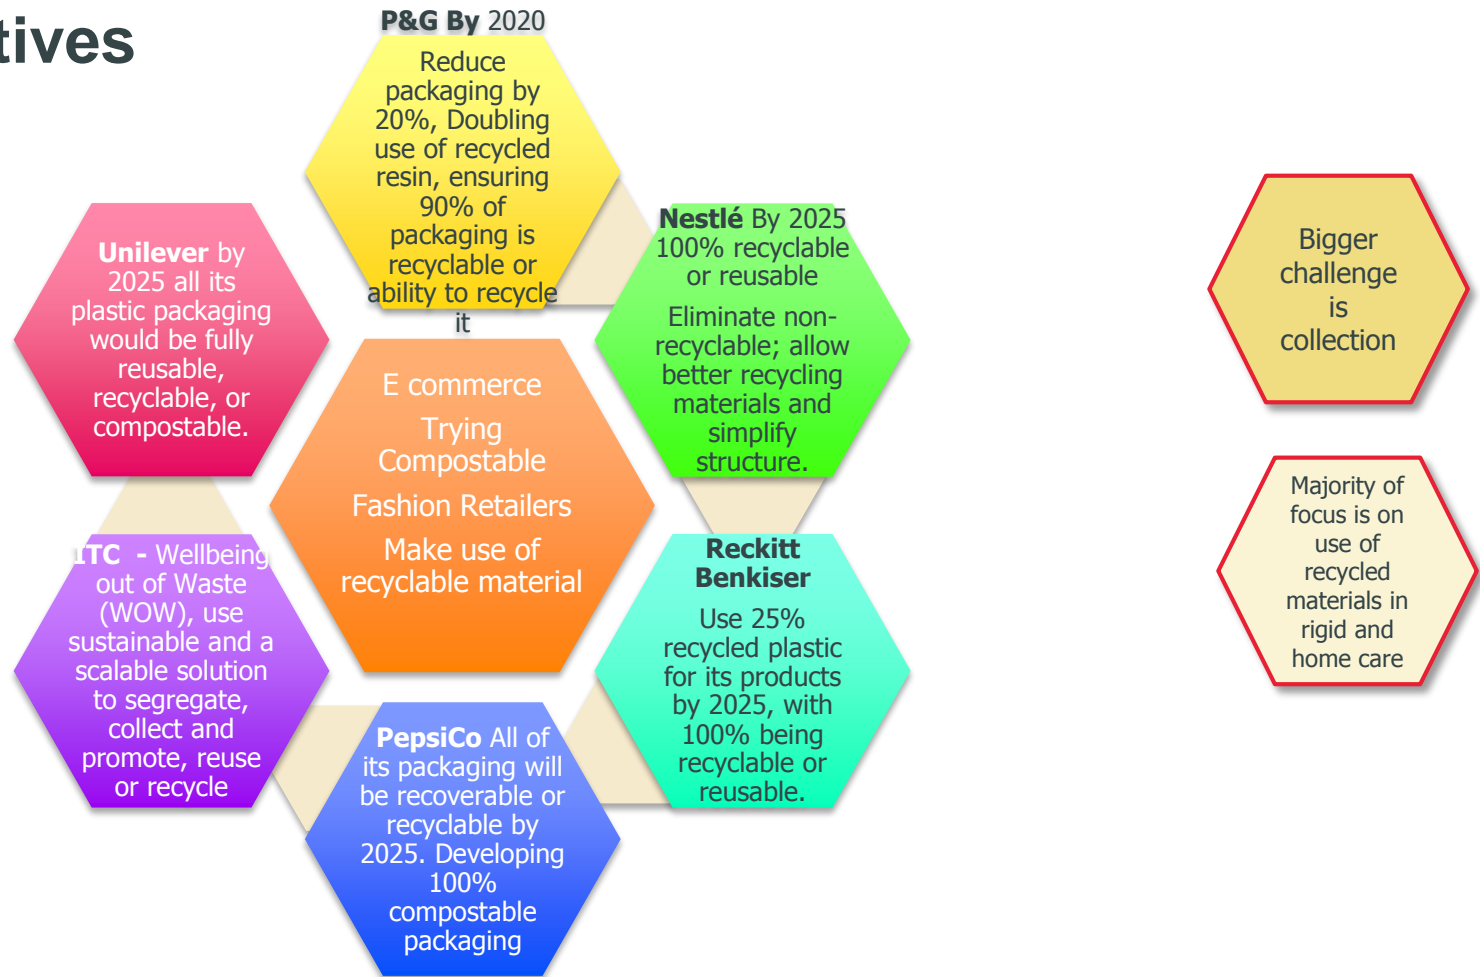 tives
P&G By 2020
Reduce
packaging by
20%, Doubling
use of recycled
resin, ensuring
90% of
packaging is
recyclable or
ability to recycle
it
Nestlé By 2025
100% recyclable
or reusable
Eliminate non-
recyclable; allow
better recycling
materials and
simplify
structure.
Reckitt
Benkiser
Use 25%
recycled plastic
for its products
by 2025, with
100% being
recyclable or
reusable.
PepsiCo All of
its packaging will
be recoverable or
recyclable by
2025. Developing
100%
compostable
packaging
ITC - Wellbeing
out of Waste
(WOW), use
sustainable and a
scalable solution
to segregate,
collect and
promote, reuse
or recycle
Unilever by
2025 all its
plastic packaging
would be fully
reusable,
recyclable, or
compostable.
E commerce
Trying
Compostable
Fashion Retailers
Make use of
recyclable material
Bigger
challenge
is
collection
Majority of
focus is on
use of
recycled
materials in
rigid and
home care